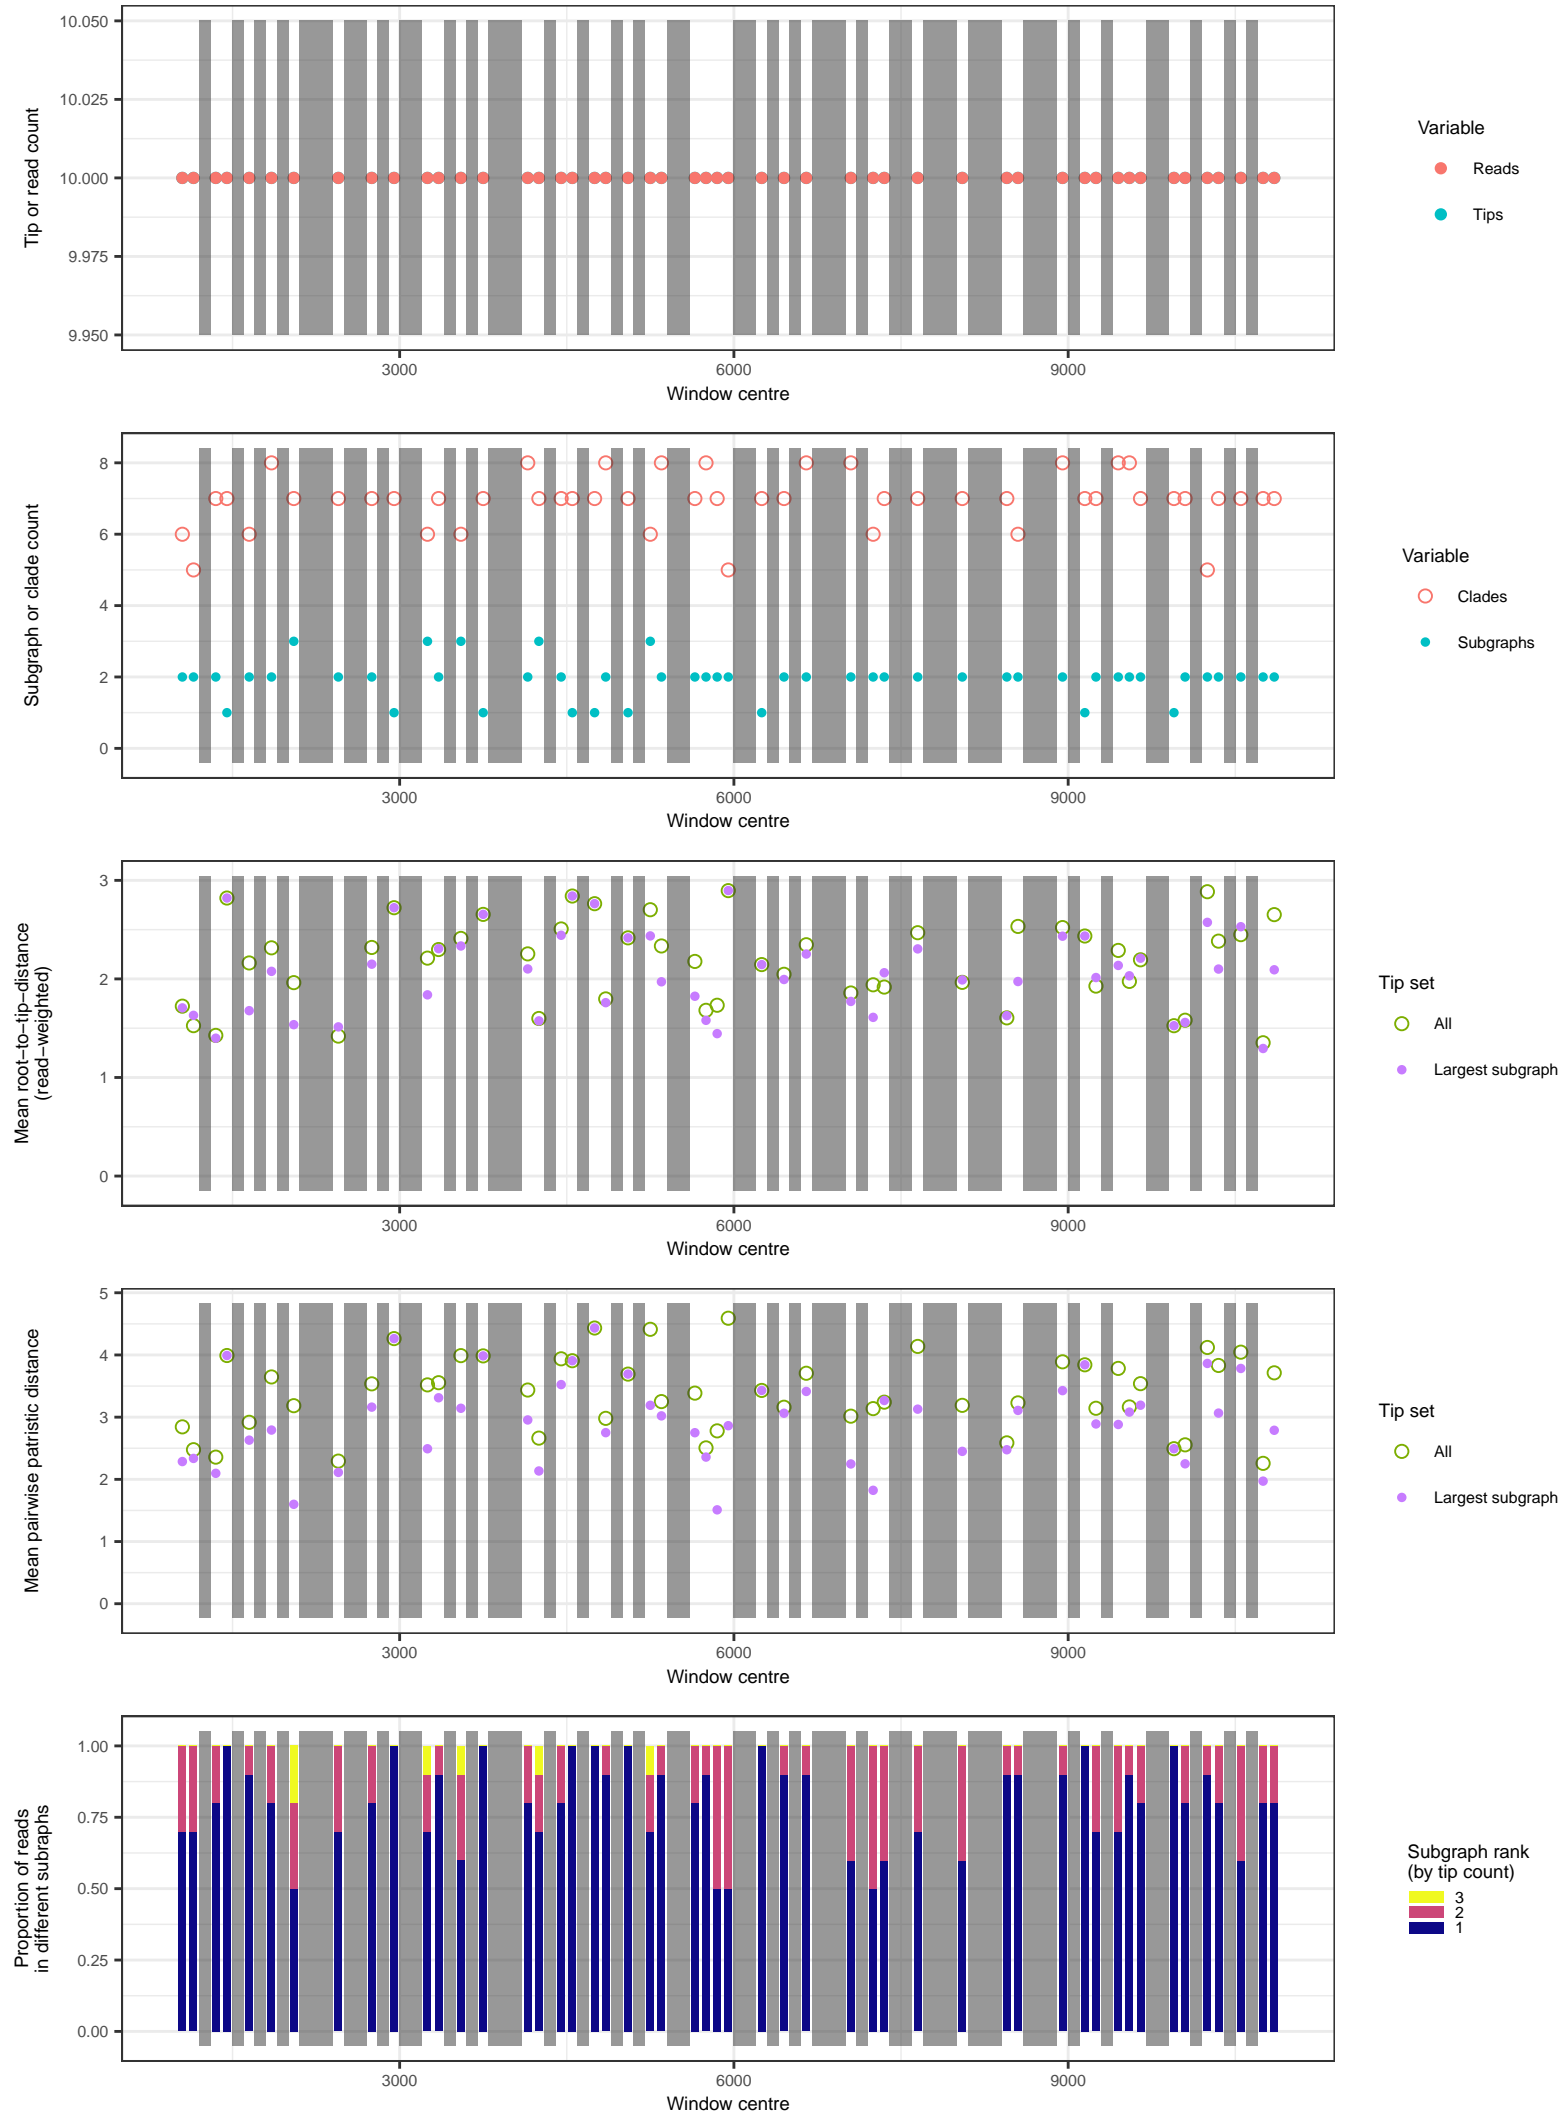 10.050
10.025
10.000
9.975
9.950
Tip or read count
3000
6000
9000
Window centre
Variable
Reads
Tips
8
6
4
2
0
Subgraph or clade count
3000
6000
9000
Window centre
Variable
Clades
Subgraphs
3
2
1
0
Mean root−to−tip−distance
(read−weighted)
3000
6000
9000
Window centre
Tip set
All
Largest subgraph
5
4
3
2
1
0
Mean pairwise patristic distance
3000
6000
9000
Window centre
Tip set
All
Largest subgraph
1.00
0.75
0.50
0.25
0.00
Proportion of reads
in different subraphs
3000
6000
9000
Window centre
Subgraph rank
(by tip count)
3
2
1